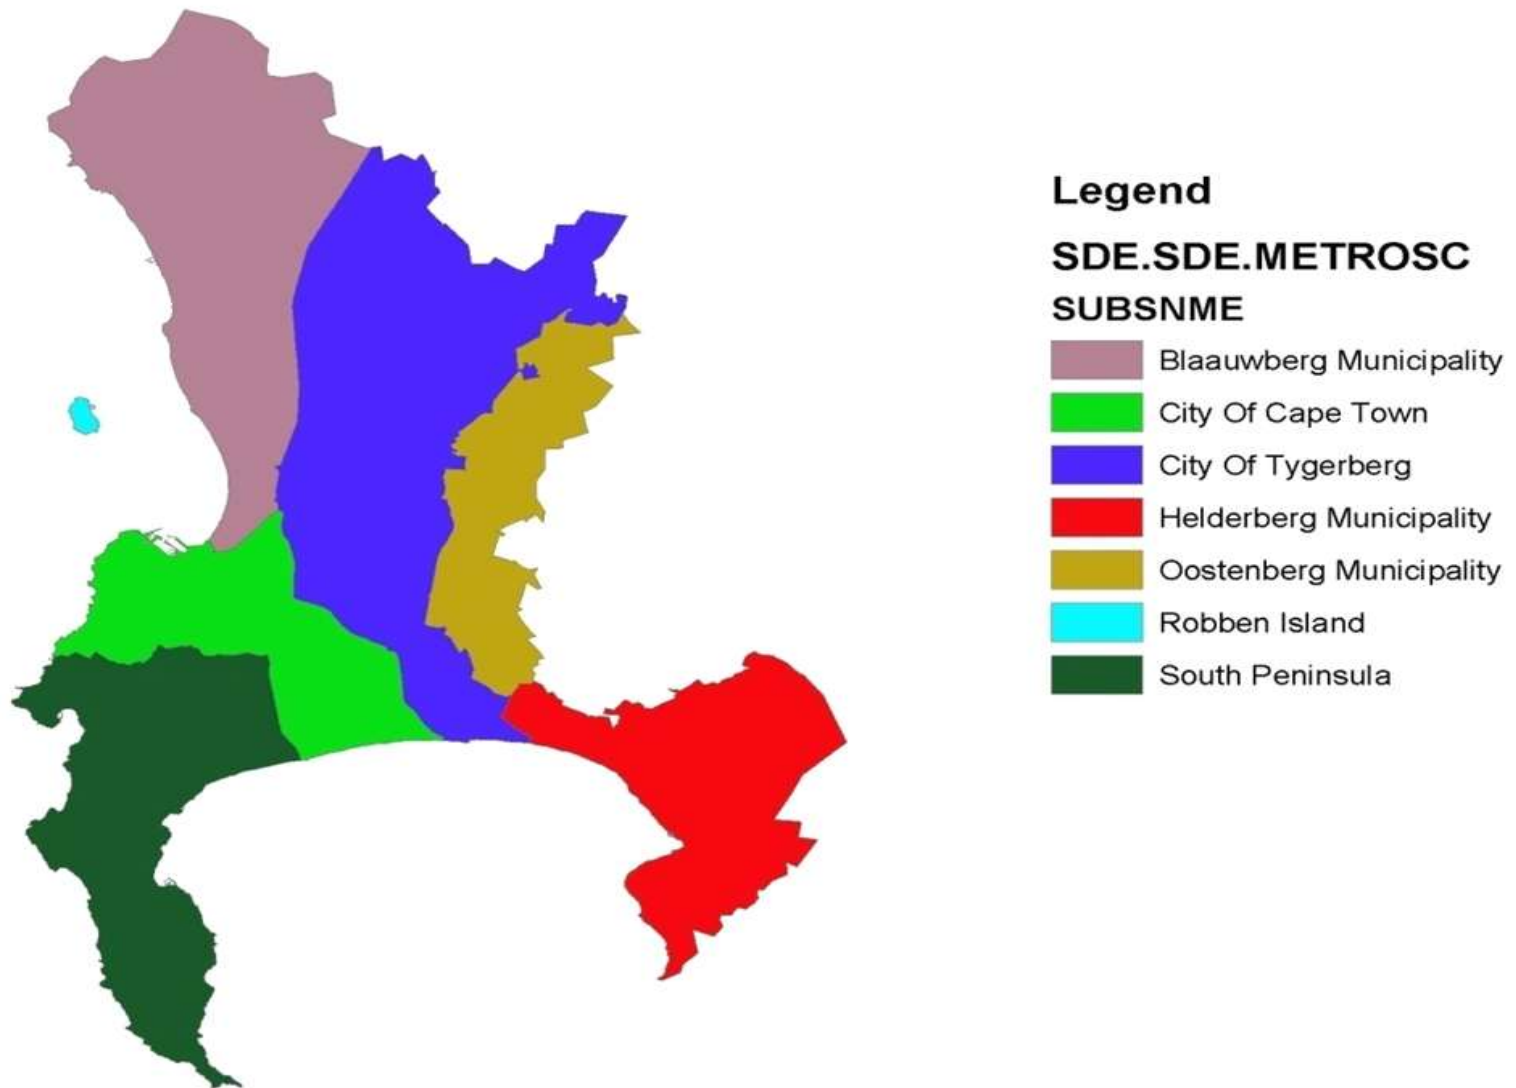 Legend
SDE.SDE.METROSC
SUBSNME
Blaauwberg Municipality
City Of Cape Town
City Of Tygerberg
Helderberg Municipality
Oostenberg Municipality
Robben Island
South Peninsula